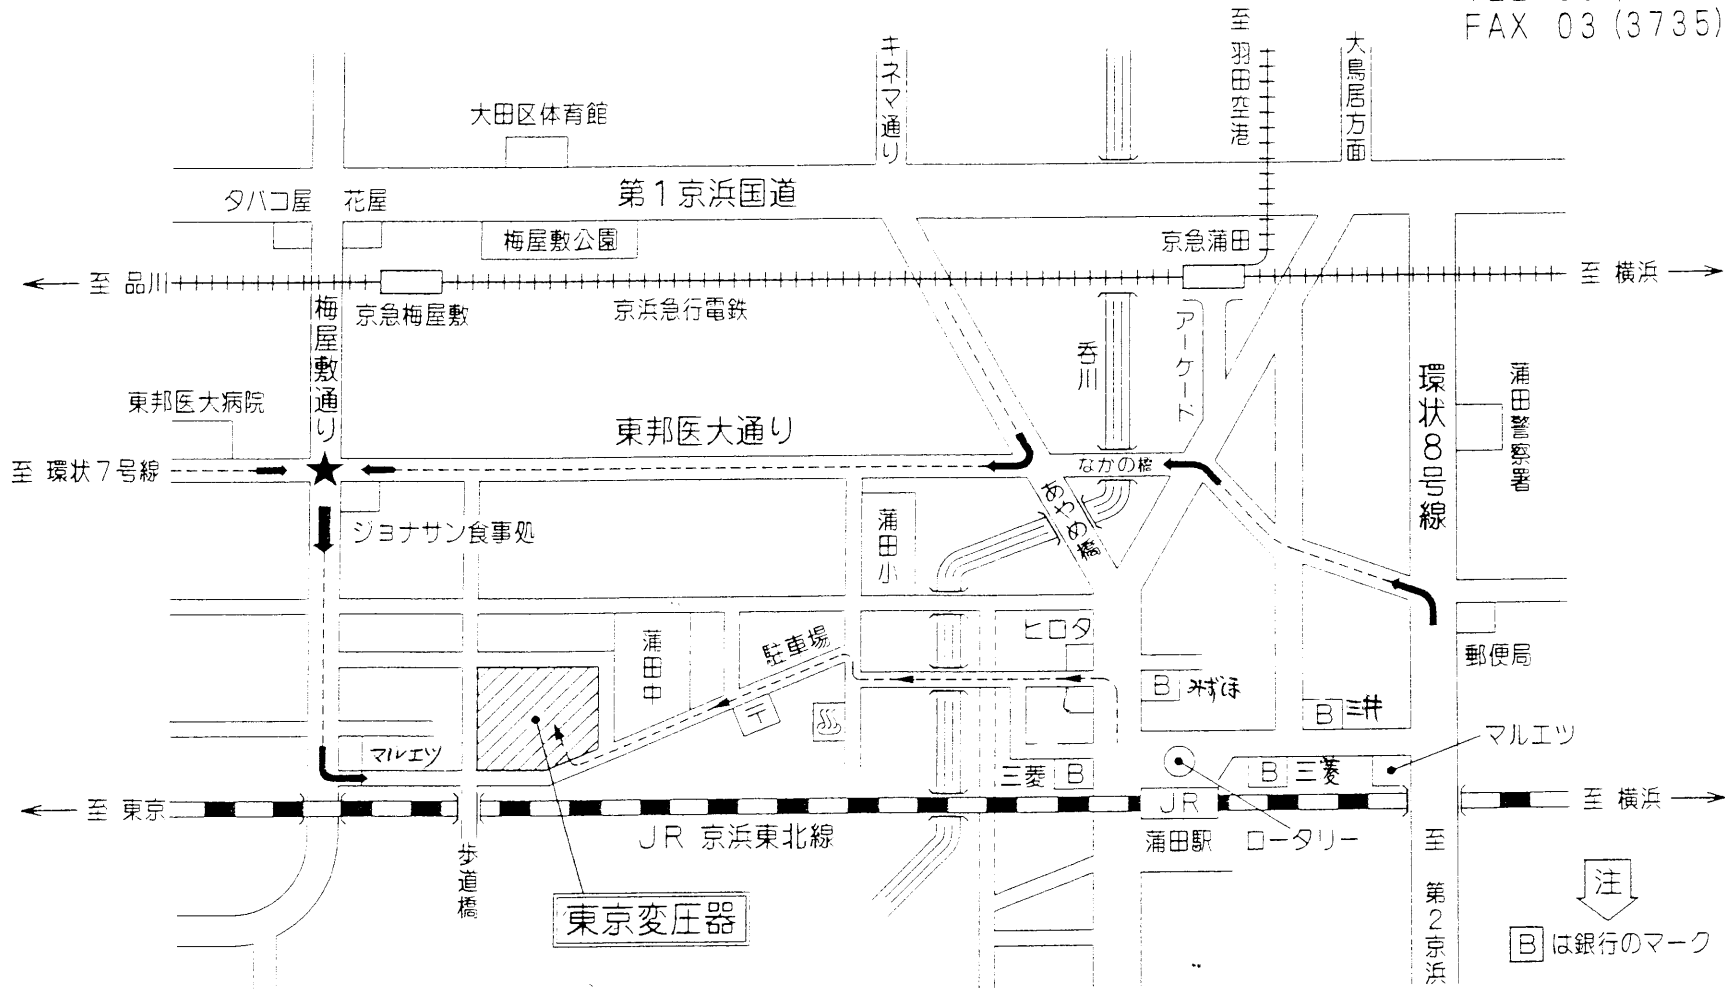 FAX 03 (3735)
至 羽田空港
キネマ通り
大鳥居方面
大田区体育館
第1京浜国道
タバコ屋
花屋
梅屋敷公園
京急蒲田
至 品川
至 横浜
京急梅屋敷
京浜急行電鉄
梅屋敷通り
アーケード
呑川
環状8号線
蒲田警察署
東邦医大病院
東邦医大通り
至 環状7号線
なかの橋
あやめ橋
ジョナサン食事処
蒲田小
ヒロタ
駐車場
蒲田中
郵便局
B みずほ
B 三井
〒
マルエツ
マルエツ
三菱 B
B 三菱
至 東京
JR
至 横浜
JR 京浜東北線
蒲田駅
ロータリー
歩道橋
至 第2京浜
東京変圧器
注
B は銀行のマーク